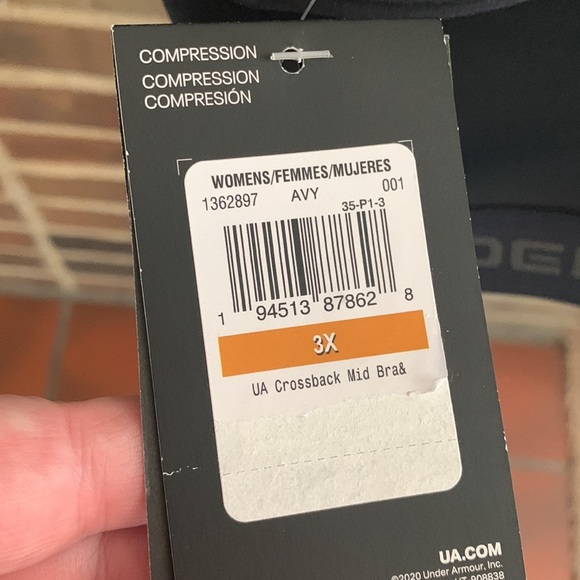 COMPRESSION
COMPRESSION
COMPRESIÓN
WOMENS/FEMMES/MUJERES
1362897 AVY 001
35-P1-3
1 94513 87862 8
3X
UA Crossback Mid Bra&
UA.COM
©2020 Under Armour, Inc.
908838